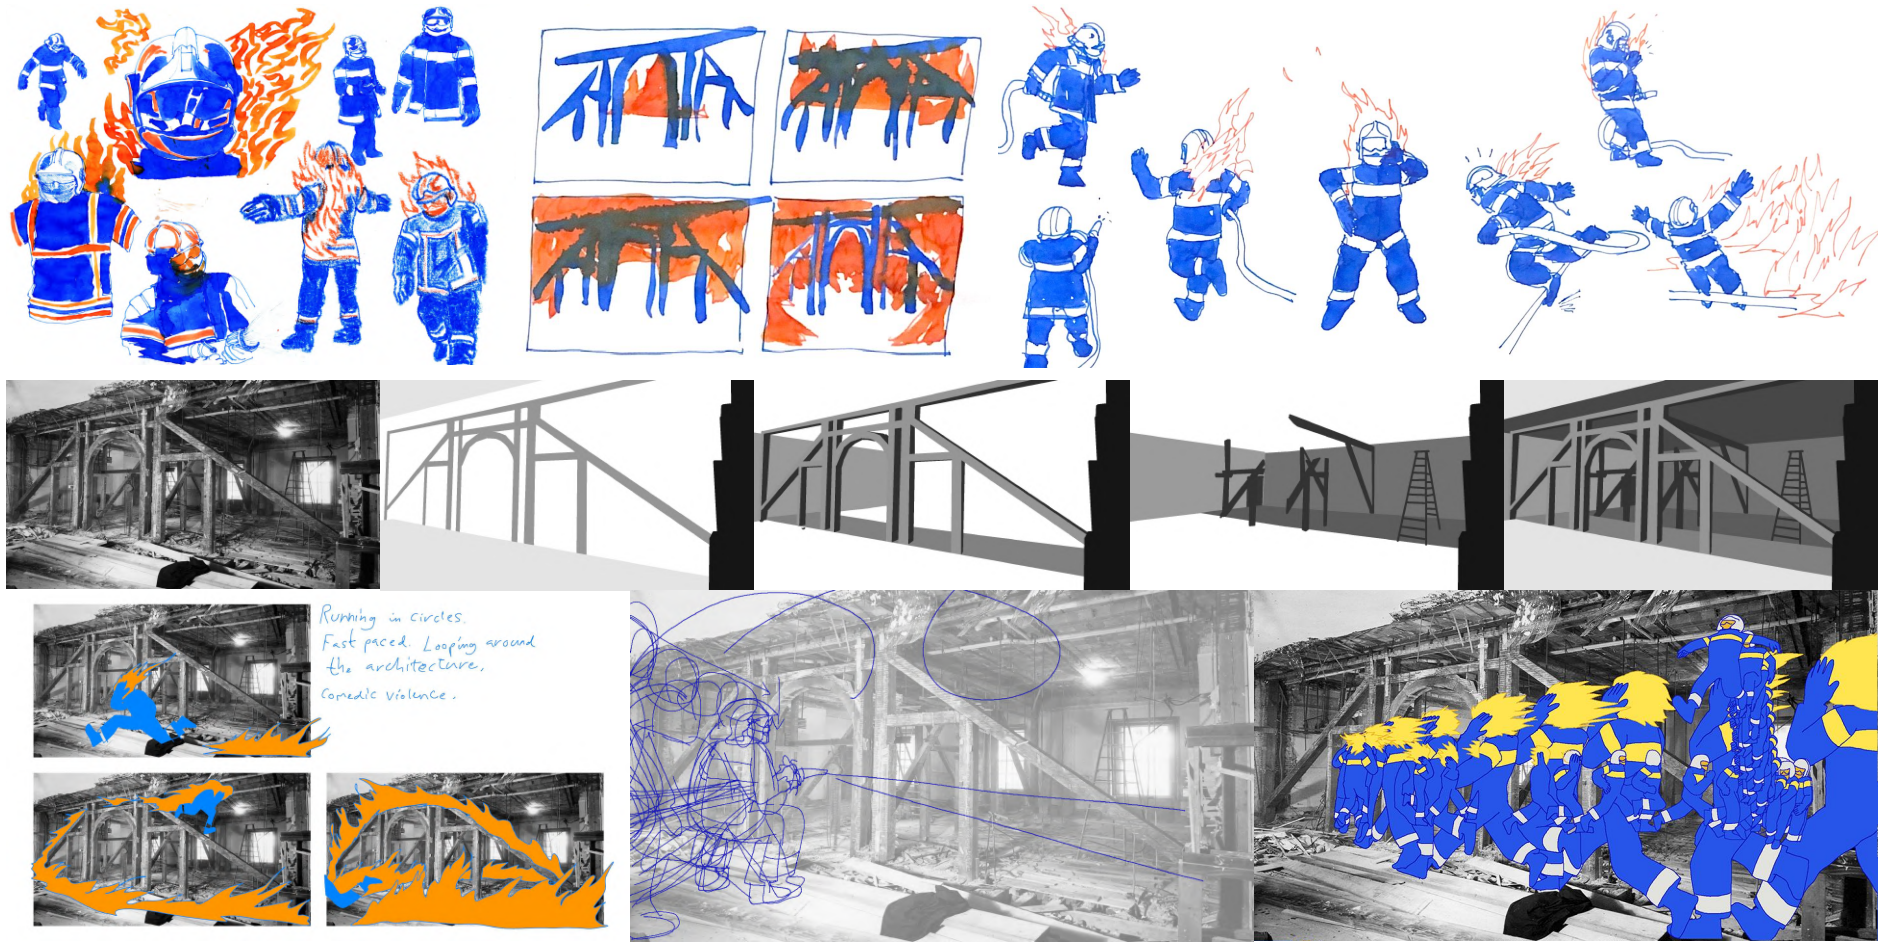 Running in circles.
Fast paced. Looping around
the architecture.
Comedic violence.